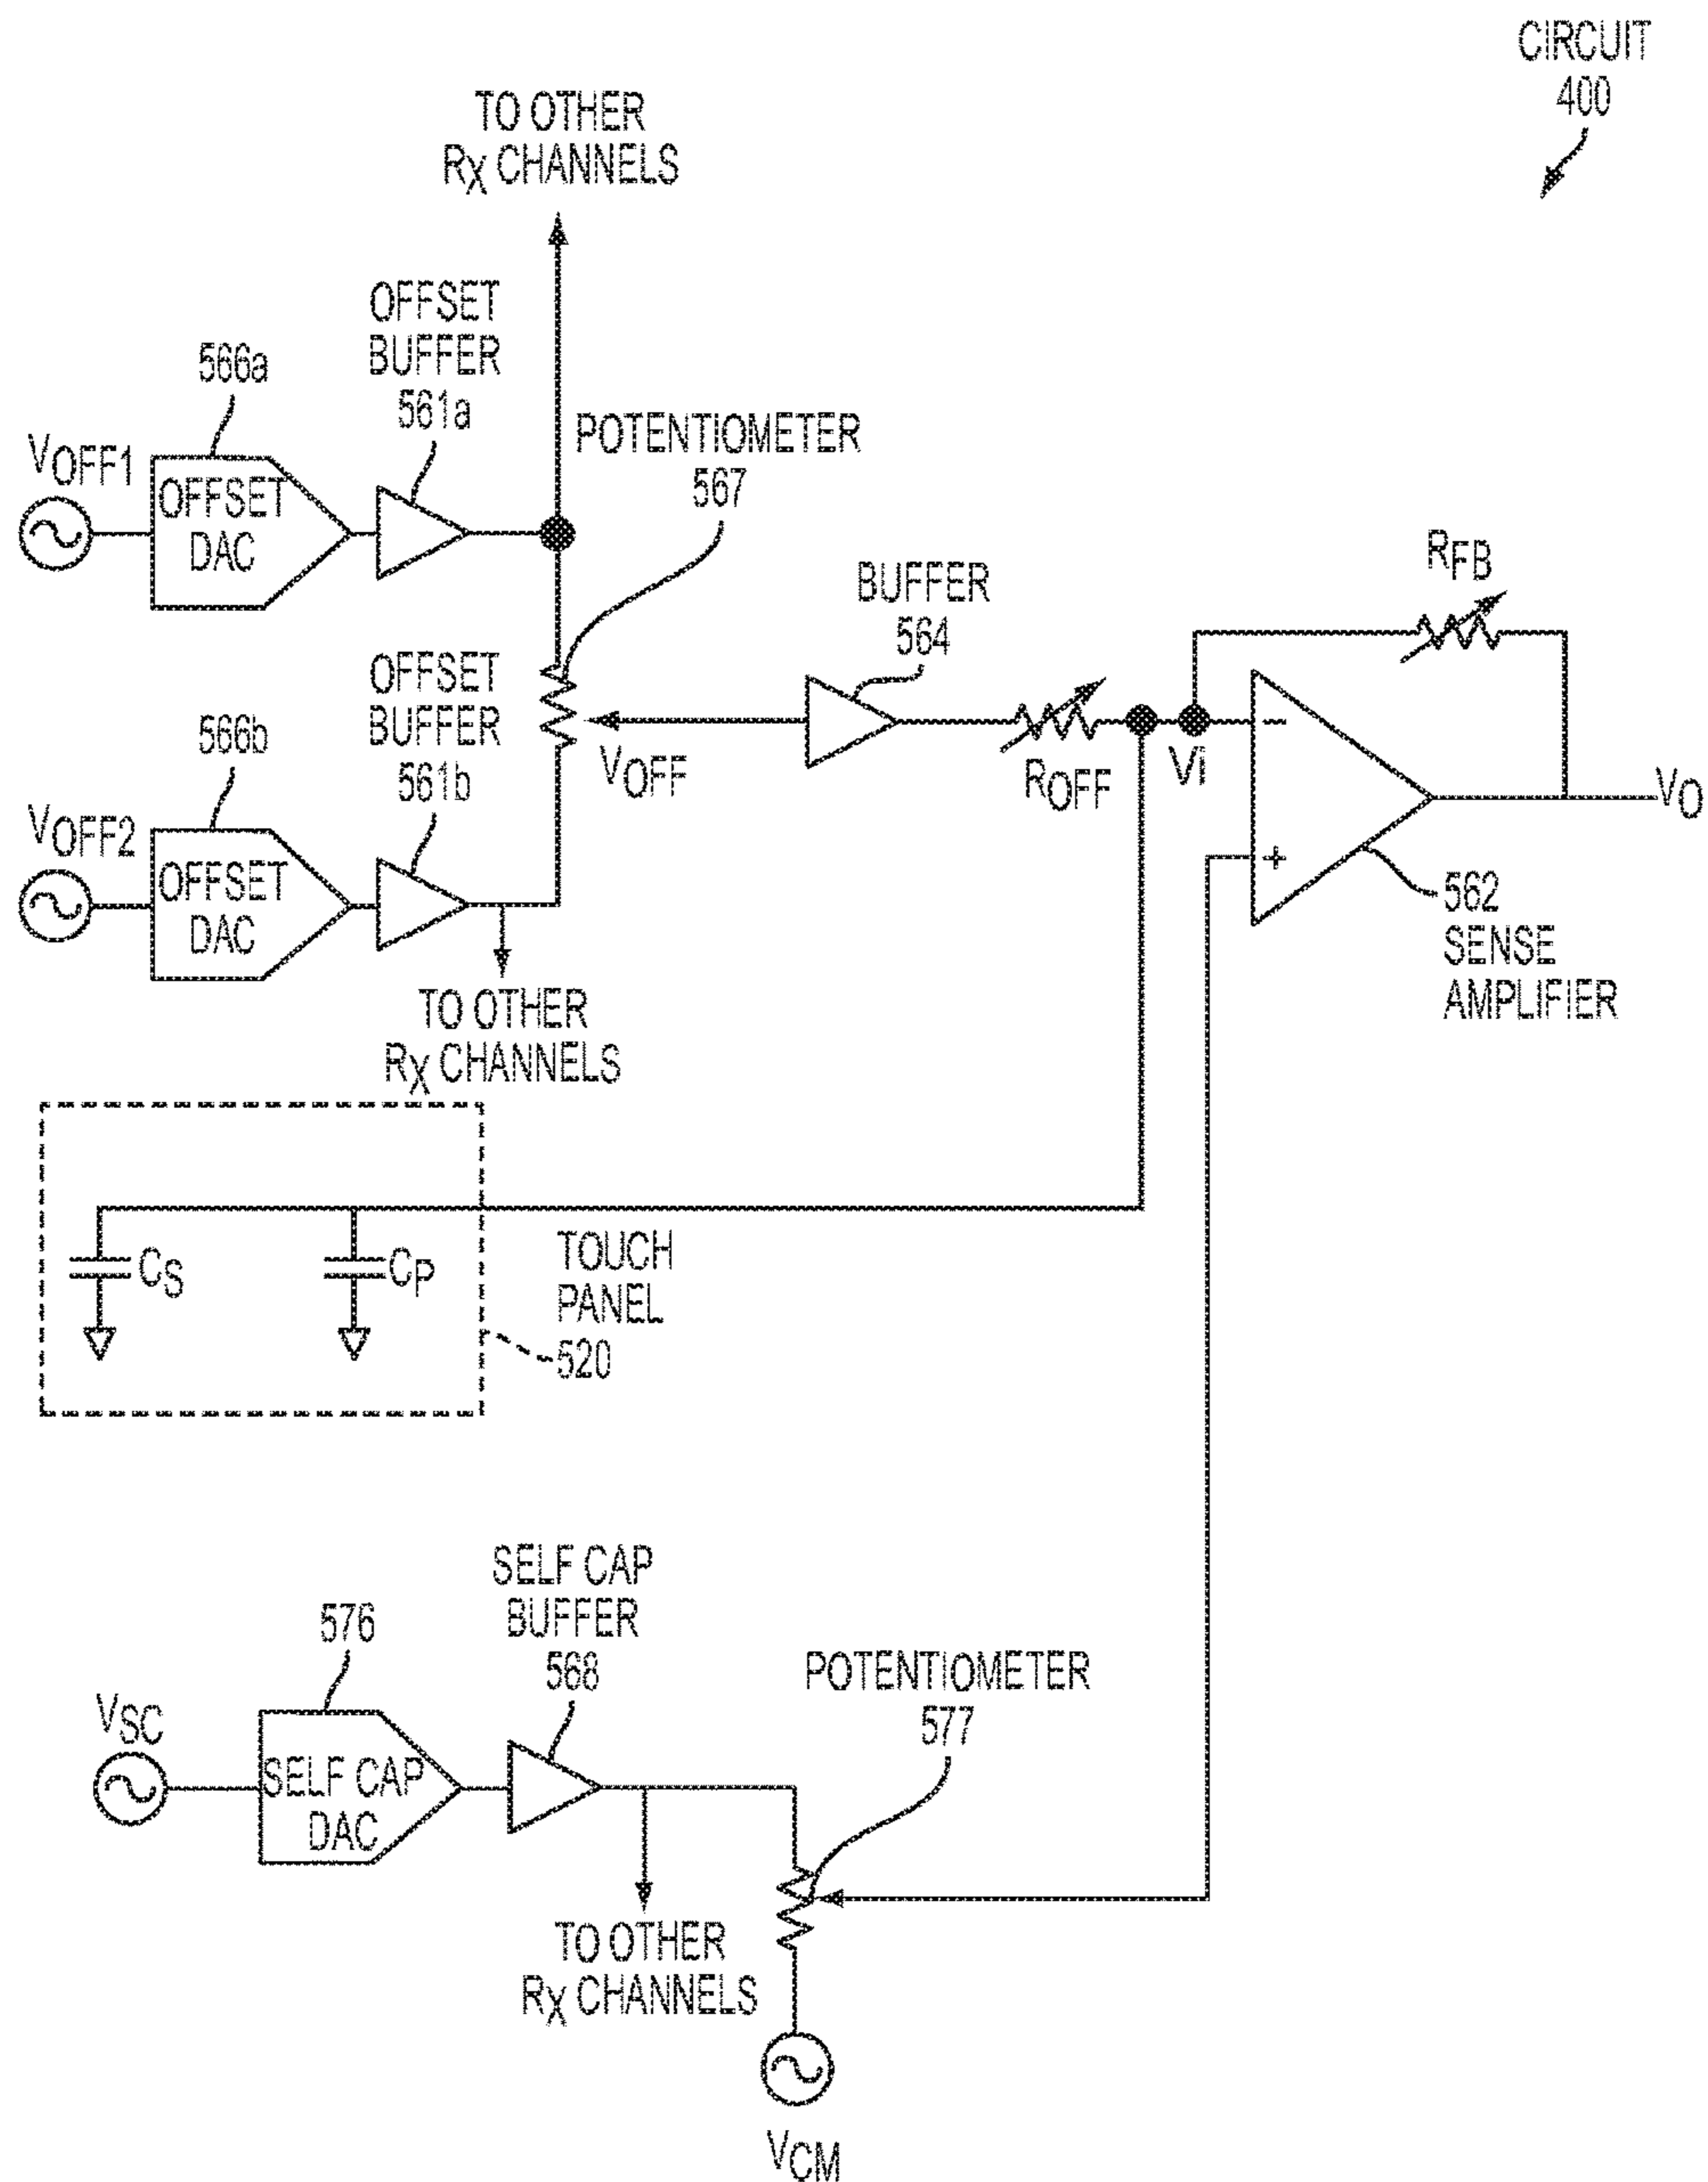 CIRCUIT
400
TO OTHER
RX CHANNELS
OFFSET
BUFFER
561a
566a
VOFF1
OFFSET
DAC
POTENTIOMETER
567
RFB
BUFFER
564
OFFSET
BUFFER
561b
566b
VOFF
ROFF
Vi
−
+
VO
VOFF2
OFFSET
DAC
562
SENSE
AMPLIFIER
TO OTHER
RX CHANNELS
CS
CP
TOUCH
PANEL
520
SELF CAP
BUFFER
568
576
POTENTIOMETER
577
VSC
SELF CAP
DAC
TO OTHER
RX CHANNELS
VCM